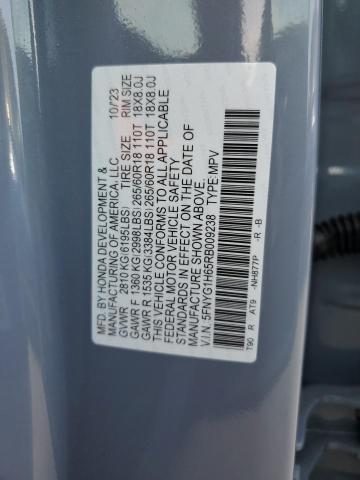 MFD. BY HONDA DEVELOPMENT & 10/23
MANUFACTURING OF AMERICA, LLC
TIRE SIZE RIM SIZE
GVWR 2810 KG(6195LBS)
GAWR F 1360 KG(2998LBS) 265/60R18 110T 18X8.0J
GAWR R 1535 KG(3384LBS) 265/60R18 110T 18X8.0J
THIS VEHICLE CONFORMS TO ALL APPLICABLE
FEDERAL MOTOR VEHICLE SAFETY
STANDARDS IN EFFECT ON THE DATE OF
MANUFACTURE SHOWN ABOVE.
V.I.N. 5FNYG1H65RB009238 TYPE:MPV
T90 R AT9 -NH877P -R -B